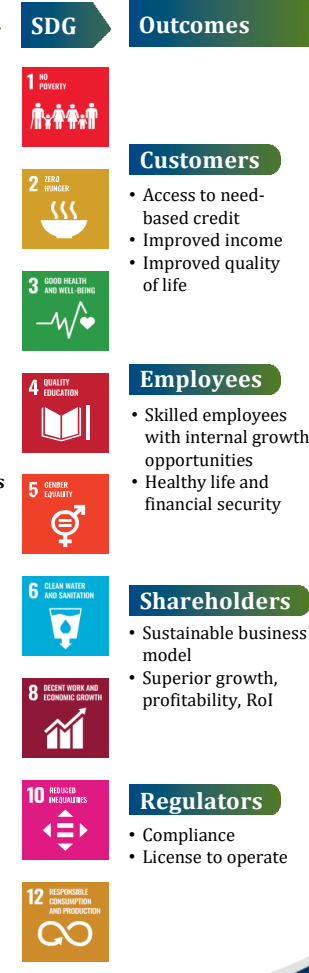 SDG
Outcomes
1 NO
POVERTY
2 ZERO
HUNGER
3 GOOD HEALTH
AND WELL-BEING
4 QUALITY
EDUCATION
5 GENDER
EQUALITY
6 CLEAN WATER
AND SANITATION
8 DECENT WORK AND
ECONOMIC GROWTH
10 REDUCED
INEQUALITIES
12 RESPONSIBLE
CONSUMPTION
AND PRODUCTION
Customers
• Access to need-
based credit
• Improved income
• Improved quality
of life
Employees
• Skilled employees
with internal growth
opportunities
• Healthy life and
financial security
Shareholders
• Sustainable business
model
• Superior growth,
profitability, RoI
Regulators
• Compliance
• License to operate
s